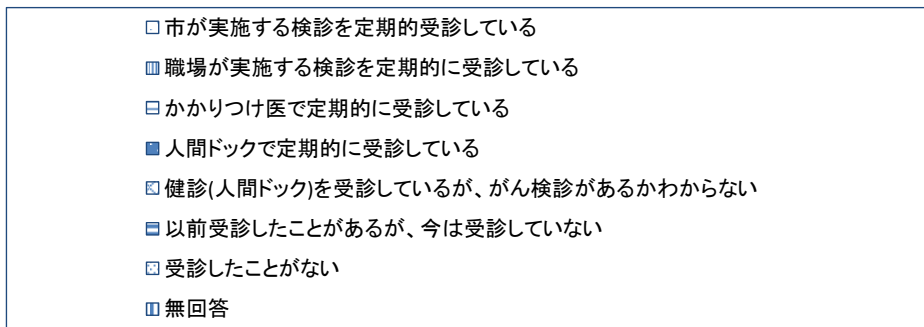 市が実施する検診を定期的受診している
職場が実施する検診を定期的に受診している
かかりつけ医で定期的に受診している
人間ドックで定期的に受診している
健診(人間ドック)を受診しているが、がん検診があるかわからない
以前受診したことがあるが、今は受診していない
受診したことがない
無回答